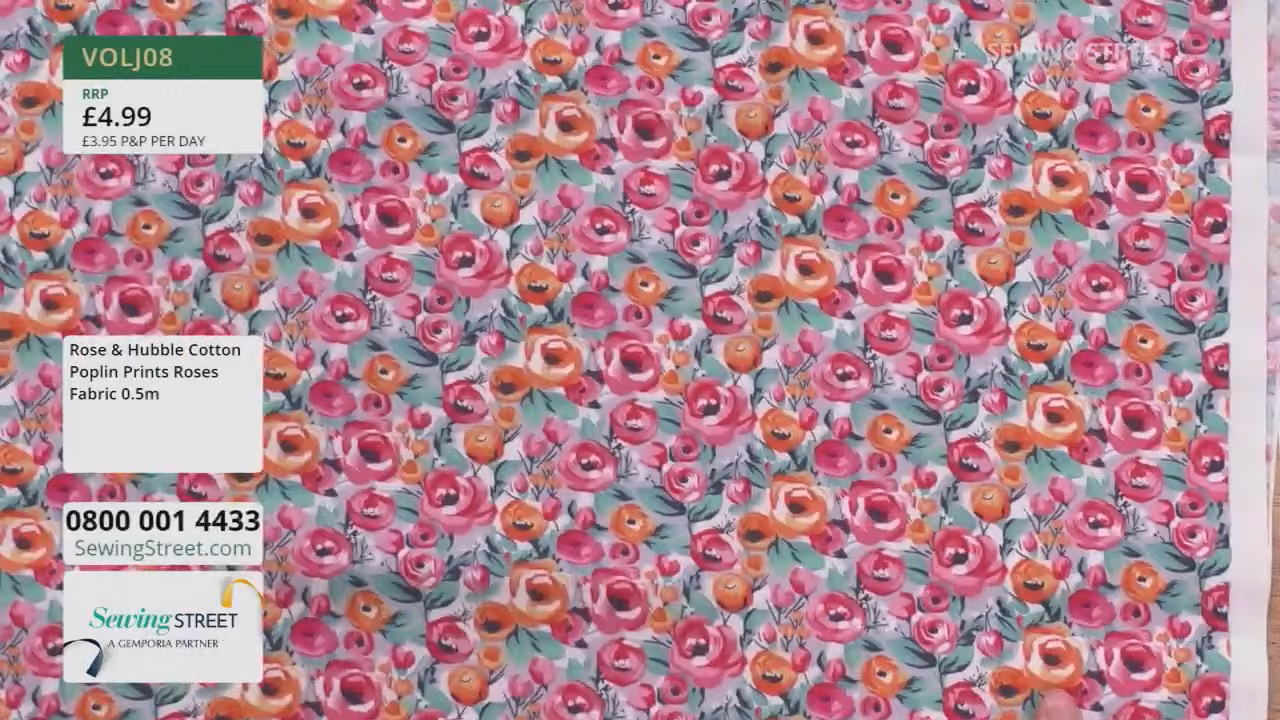 SEWING STREET
VOLJ08
RRP
£4.99
£3.95 P&P PER DAY
Rose & Hubble Cotton
Poplin Prints Roses
Fabric 0.5m
0800 001 4433
SewingStreet.com
Sewing STREET
A GEMPORIA PARTNER